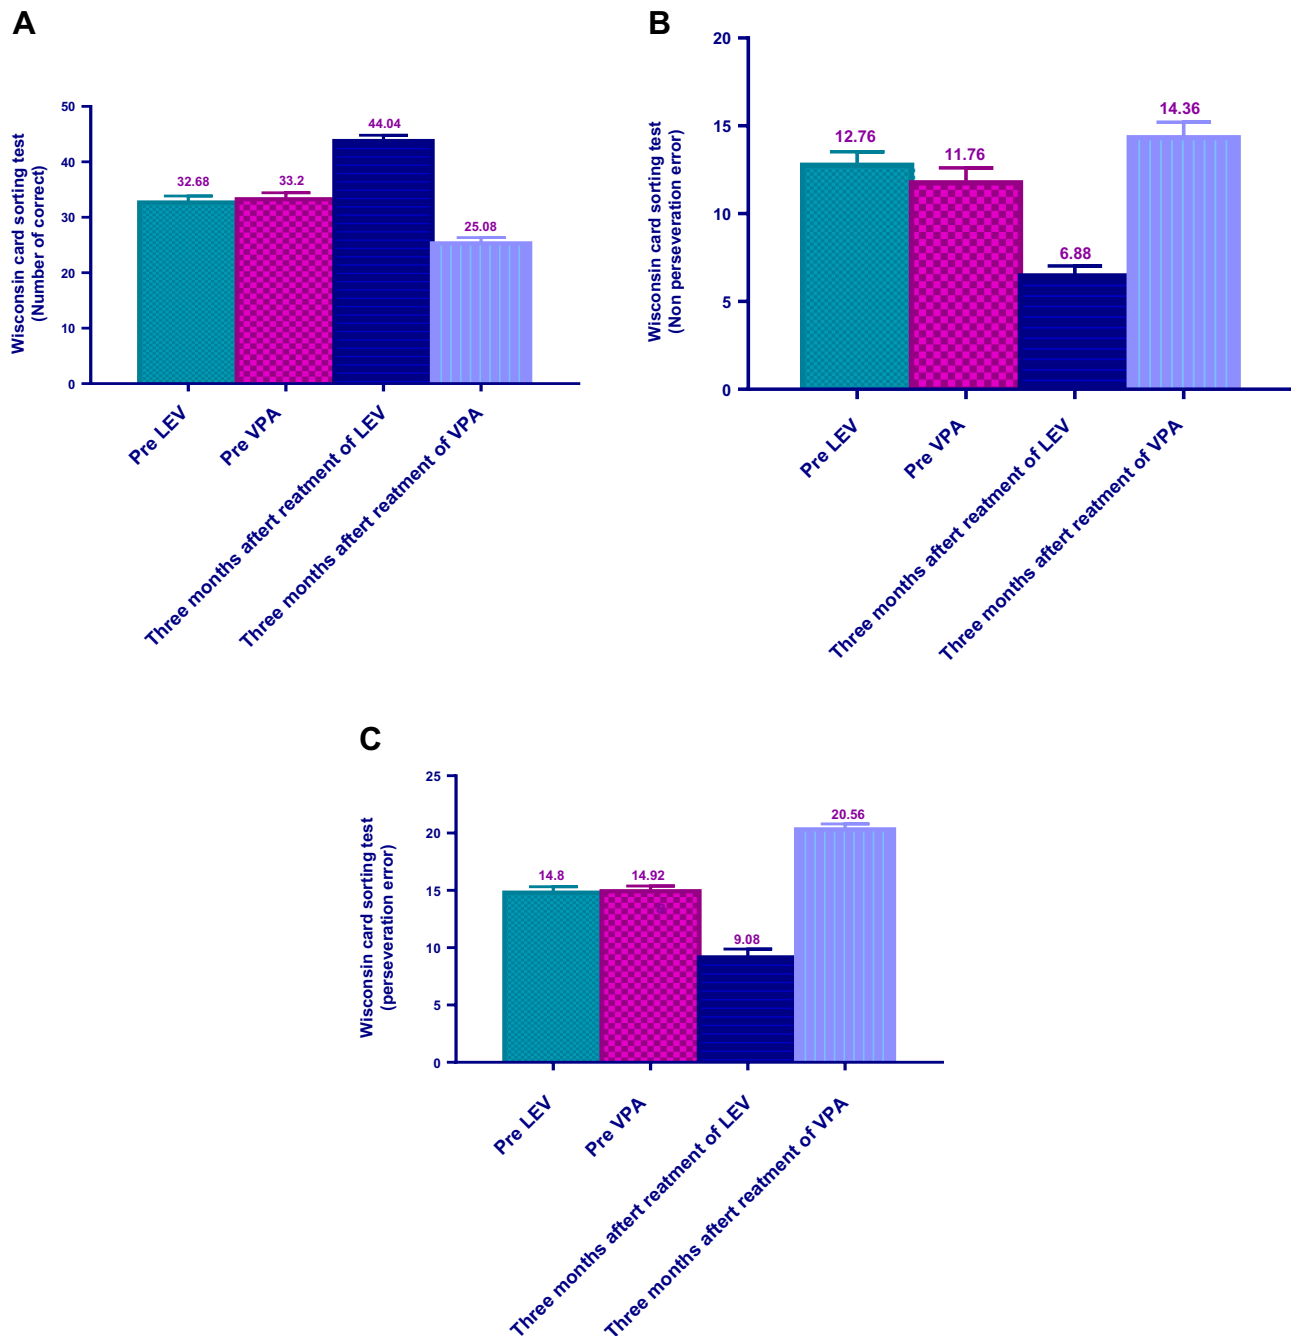 A
Wisconsin card sorting test
(Number of correct)
50
40
30
20
10
0
32.68
33.2
44.04
25.08
Pre LEV
Pre VPA
Three months aftert reatment of LEV
Three months aftert reatment of VPA
B
Wisconsin card sorting test
(Non perseveration error)
20
15
10
5
0
12.76
11.76
6.88
14.36
Pre LEV
Pre VPA
Three months aftert reatment of LEV
Three months aftert reatment of VPA
C
Wisconsin card sorting test
(perseveration error)
25
20
15
10
5
0
14.8
14.92
9.08
20.56
Pre LEV
Pre VPA
Three months aftert reatment of LEV
Three months aftert reatment of VPA